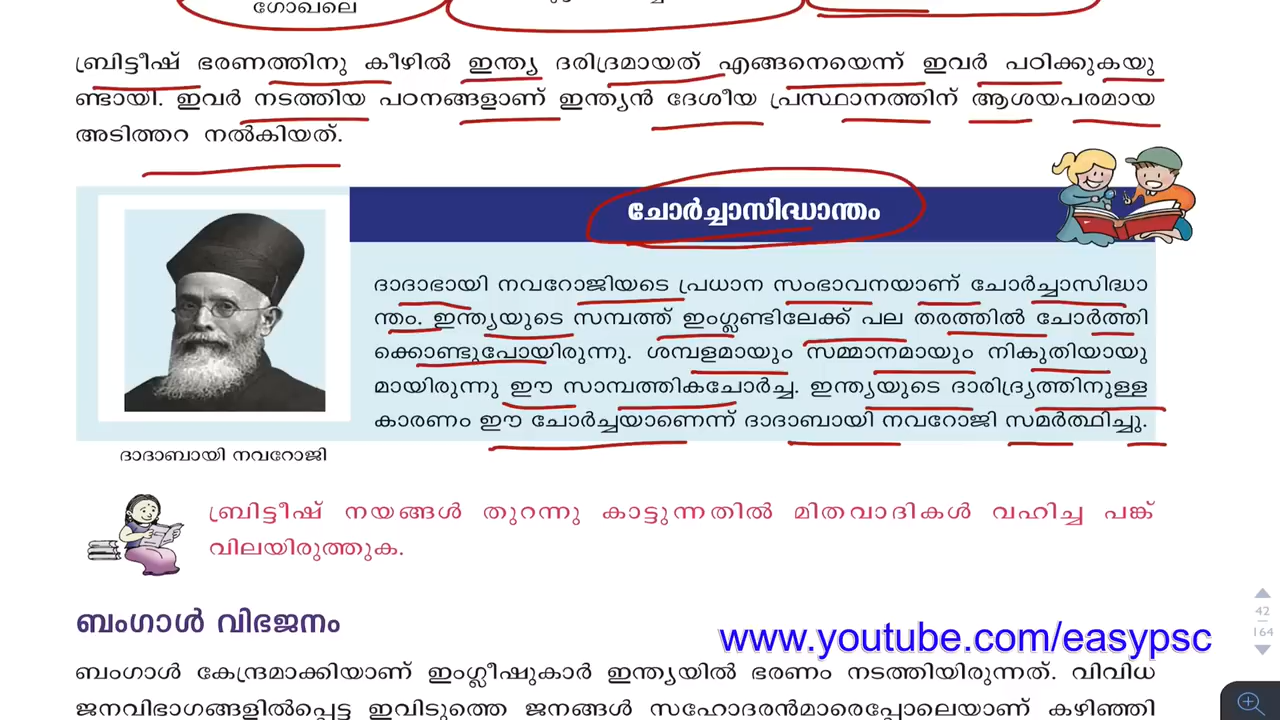 ഗോഖലെ
ബ്രിട്ടീഷ് ഭരണത്തിനു കീഴിൽ ഇന്ത്യ ദരിദ്രമായത് എങ്ങനെയെന്ന് ഇവർ പഠിക്കുകയു
ണ്ടായി. ഇവർ നടത്തിയ പഠനങ്ങളാണ് ഇന്ത്യൻ ദേശീയ പ്രസ്ഥാനത്തിന് ആശയപരമായ
അടിത്തറ നൽകിയത്.
ചോർച്ചാസിദ്ധാന്തം
ദാദാഭായി നവറോജിയുടെ പ്രധാന സംഭാവനയാണ് ചോർച്ചാസിദ്ധാ
ന്തം. ഇന്ത്യയുടെ സമ്പത്ത് ഇംഗ്ലണ്ടിലേക്ക് പല തരത്തിൽ ചോർത്തി
ക്കൊണ്ടുപോയിരുന്നു. ശമ്പളമായും സമ്മാനമായും നികുതിയായു
മായിരുന്നു ഈ സാമ്പത്തികചോർച്ച. ഇന്ത്യയുടെ ദാരിദ്ര്യത്തിനുള്ള
കാരണം ഈ ചോർച്ചയാണെന്ന് ദാദാബായി നവറോജി സമർത്ഥിച്ചു.
ദാദാബായി നവറോജി
ബ്രിട്ടീഷ് നയങ്ങൾ തുറന്നു കാട്ടുന്നതിൽ മിതവാദികൾ വഹിച്ച പങ്ക്
വിലയിരുത്തുക.
ബംഗാൾ വിഭജനം
www.youtube.com/easypsc
42
164
ബംഗാൾ കേന്ദ്രമാക്കിയാണ് ഇംഗ്ലീഷുകാർ ഇന്ത്യയിൽ ഭരണം നടത്തിയിരുന്നത്. വിവിധ
ജനവിഭാഗങ്ങളിൽപ്പെട്ട ഇവിടുത്തെ ജനങ്ങൾ സഹോദരൻമാരെപ്പോലെയാണ് കഴിഞ്ഞി